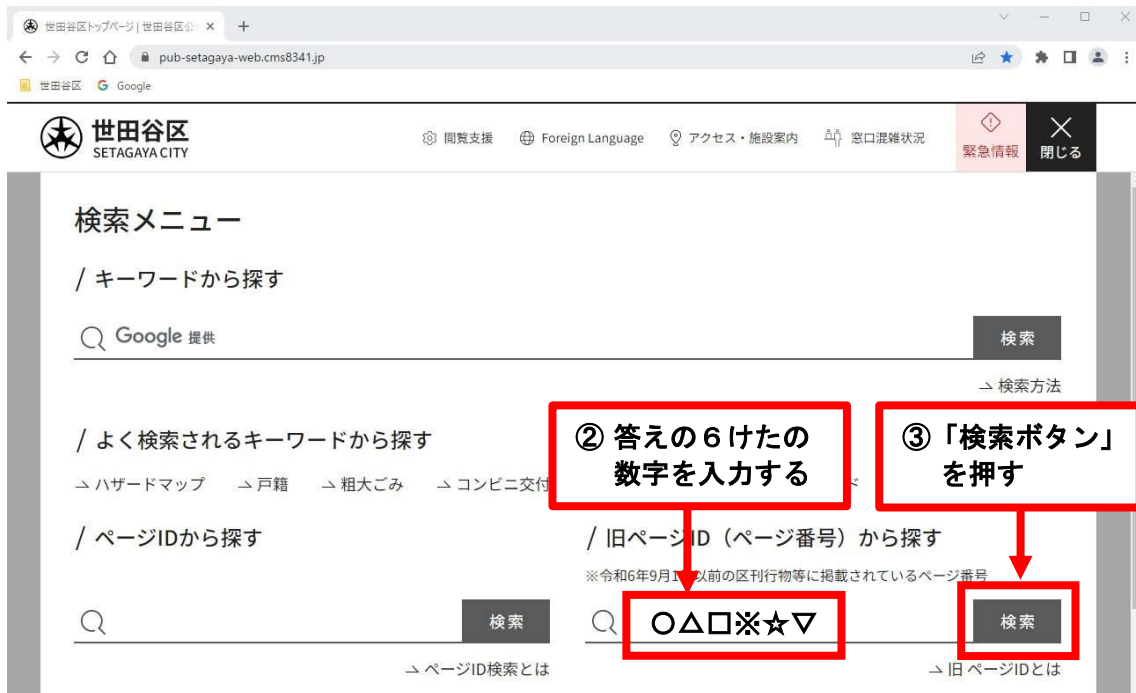 世田谷区トップページ | 世田谷区公
pub-setagaya-web.cms8341.jp
世田谷区 Google
世田谷区
SETAGAYA CITY
閲覧支援 Foreign Language アクセス・施設案内 窓口混雑状況
緊急情報
閉じる
検索メニュー
/ キーワードから探す
Google 提供
検索
検索方法
② 答えの6けたの
数字を入力する
③「検索ボタン」
を押す
/ よく検索されるキーワードから探す
ハザードマップ 戸籍 粗大ごみ コンビニ交付
/ ページIDから探す
/ 旧ページID（ページ番号）から探す
※令和6年9月1 以前の区刊行物等に掲載されているページ番号
検索
○△□※☆▽
検索
ページID検索とは
旧 ページIDとは